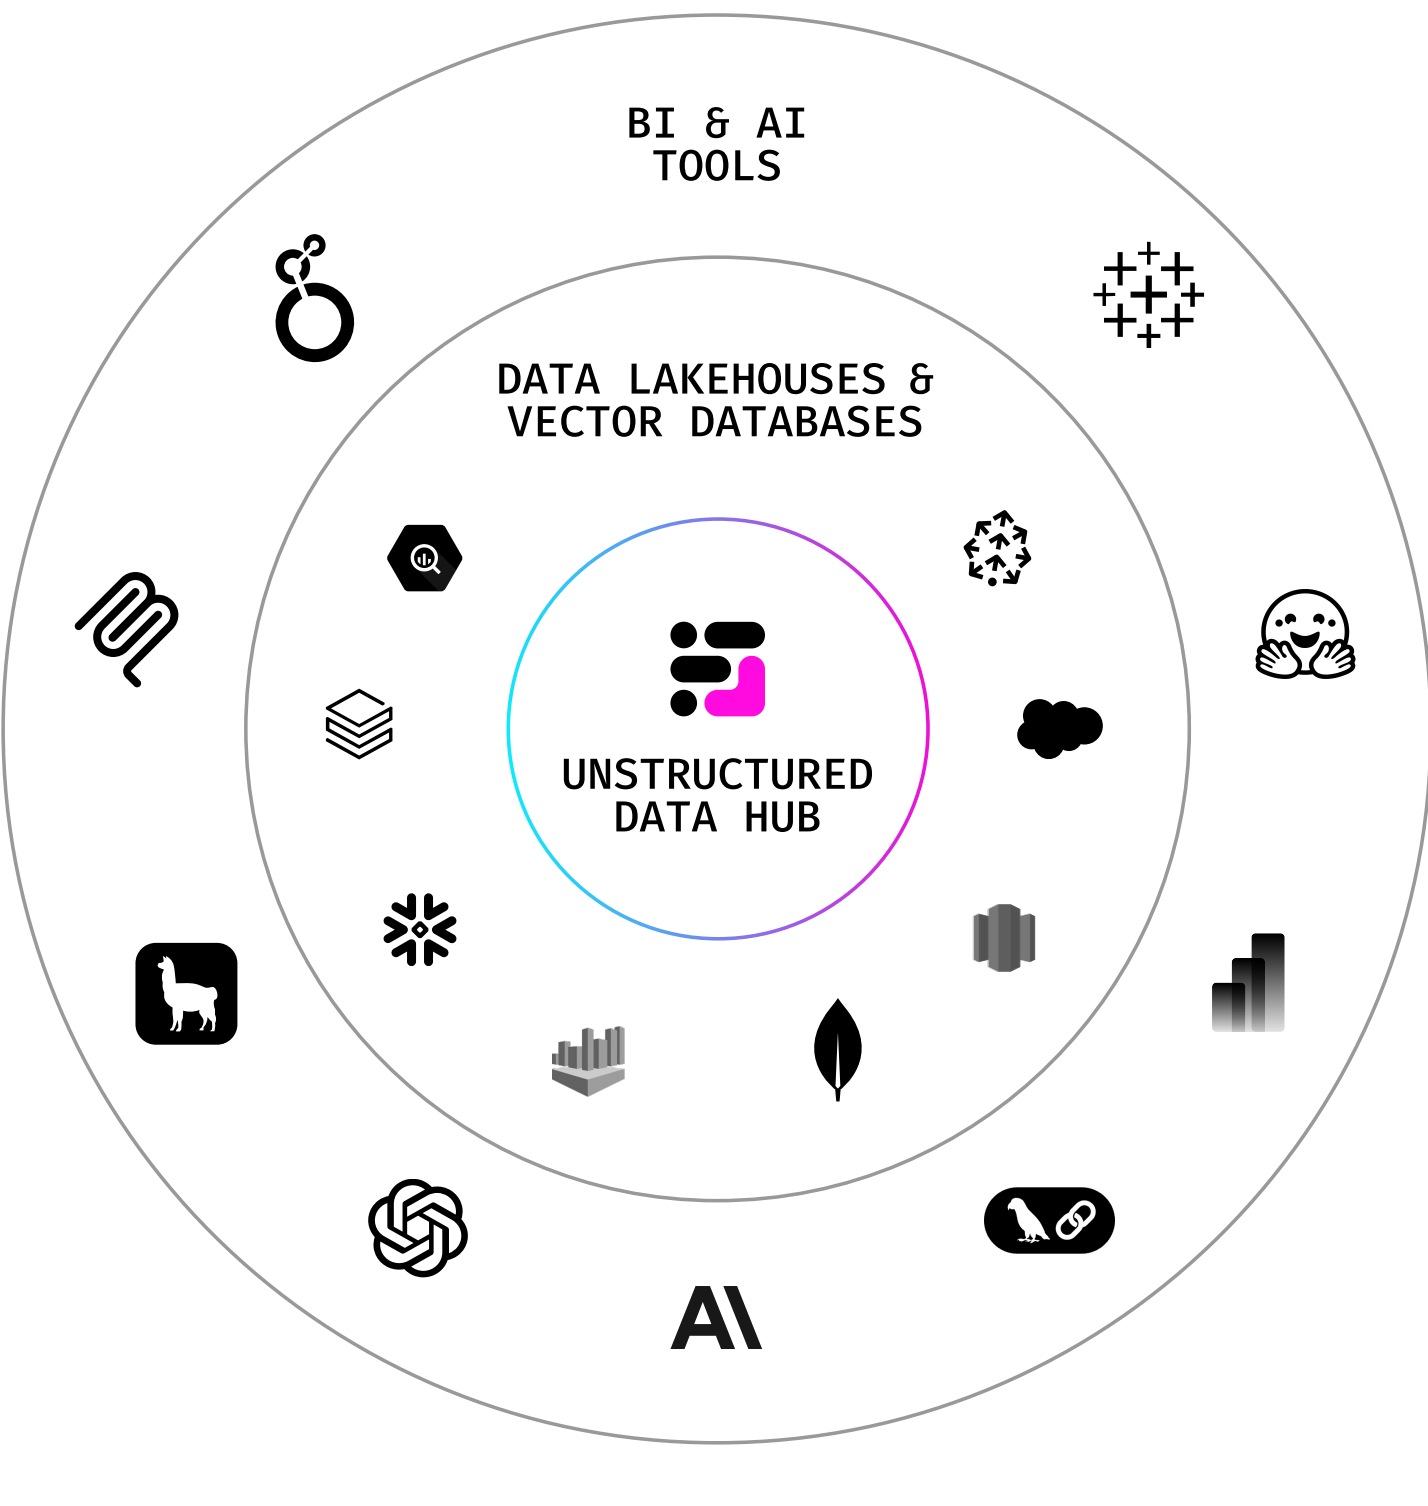 BI & AI
TOOLS
DATA LAKEHOUSES &
VECTOR DATABASES
UNSTRUCTURED
DATA HUB